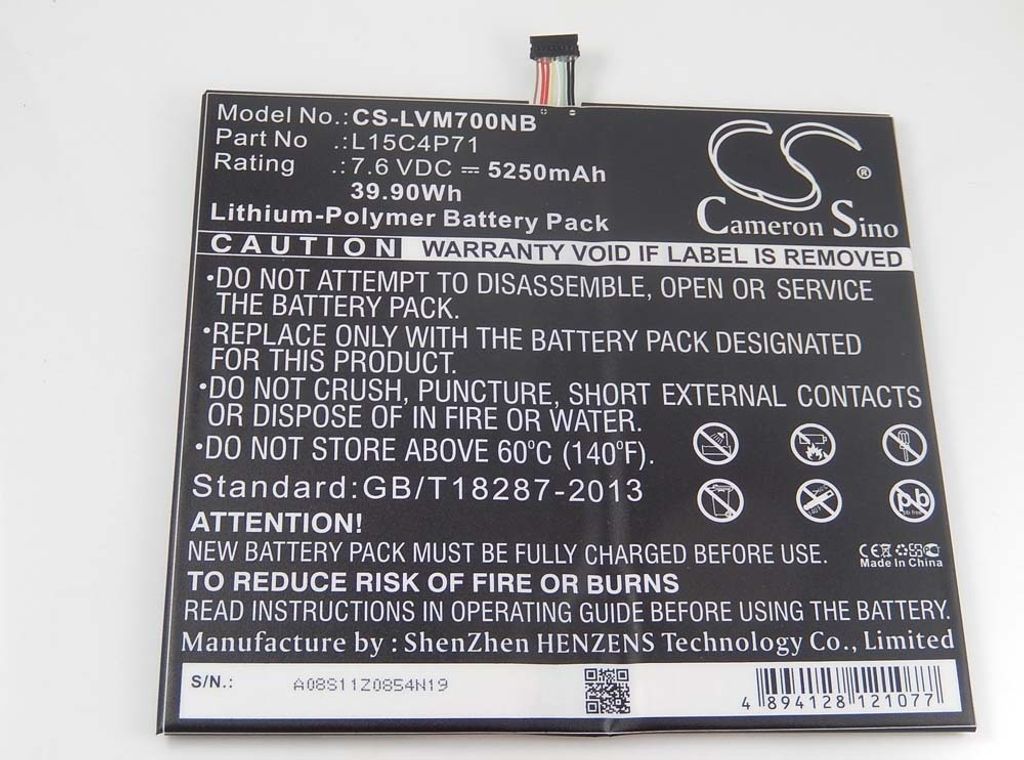 Model No.:CS-LVM700NB
Part No .:L15C4P71
Rating .:7.6 VDC ⎓ 5250mAh
39.90Wh
Lithium-Polymer Battery Pack
CS ®
Cameron Sino
CAUTION WARRANTY VOID IF LABEL IS REMOVED
•DO NOT ATTEMPT TO DISASSEMBLE, OPEN OR SERVICE
THE BATTERY PACK.
•REPLACE ONLY WITH THE BATTERY PACK DESIGNATED
FOR THIS PRODUCT.
•DO NOT CRUSH, PUNCTURE, SHORT EXTERNAL CONTACTS
OR DISPOSE OF IN FIRE OR WATER.
•DO NOT STORE ABOVE 60°C (140°F).
Standard:GB/T18287-2013
pb
pb free
ATTENTION!
NEW BATTERY PACK MUST BE FULLY CHARGED BEFORE USE.
CE
Made In China
TO REDUCE RISK OF FIRE OR BURNS
READ INSTRUCTIONS IN OPERATING GUIDE BEFORE USING THE BATTERY.
Manufacture by : ShenZhen HENZENS Technology Co., Limited
S/N.: A08S11Z0854N19
4 894128 121077